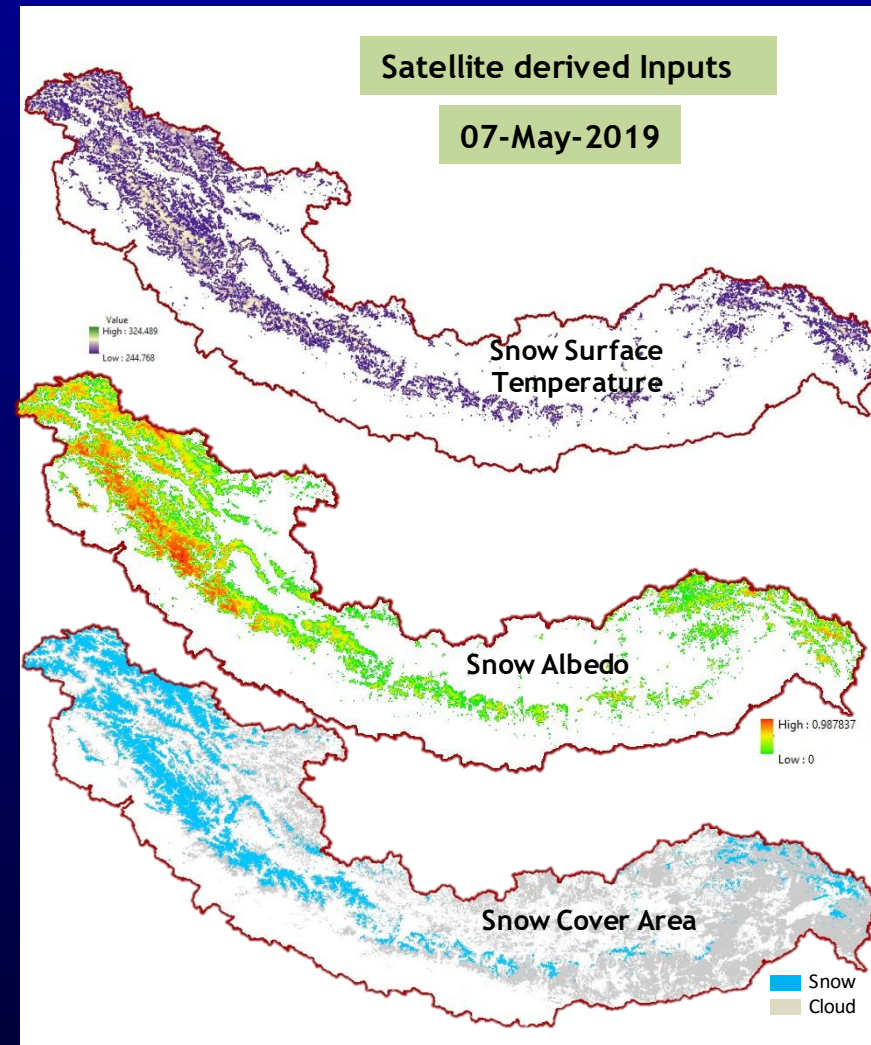 Satellite derived Inputs
07-May-2019
Value
High : 324.489
Low : 244.768
Snow Surface
Temperature
Snow Albedo
High : 0.987837
Low : 0
Snow Cover Area
Snow
Cloud